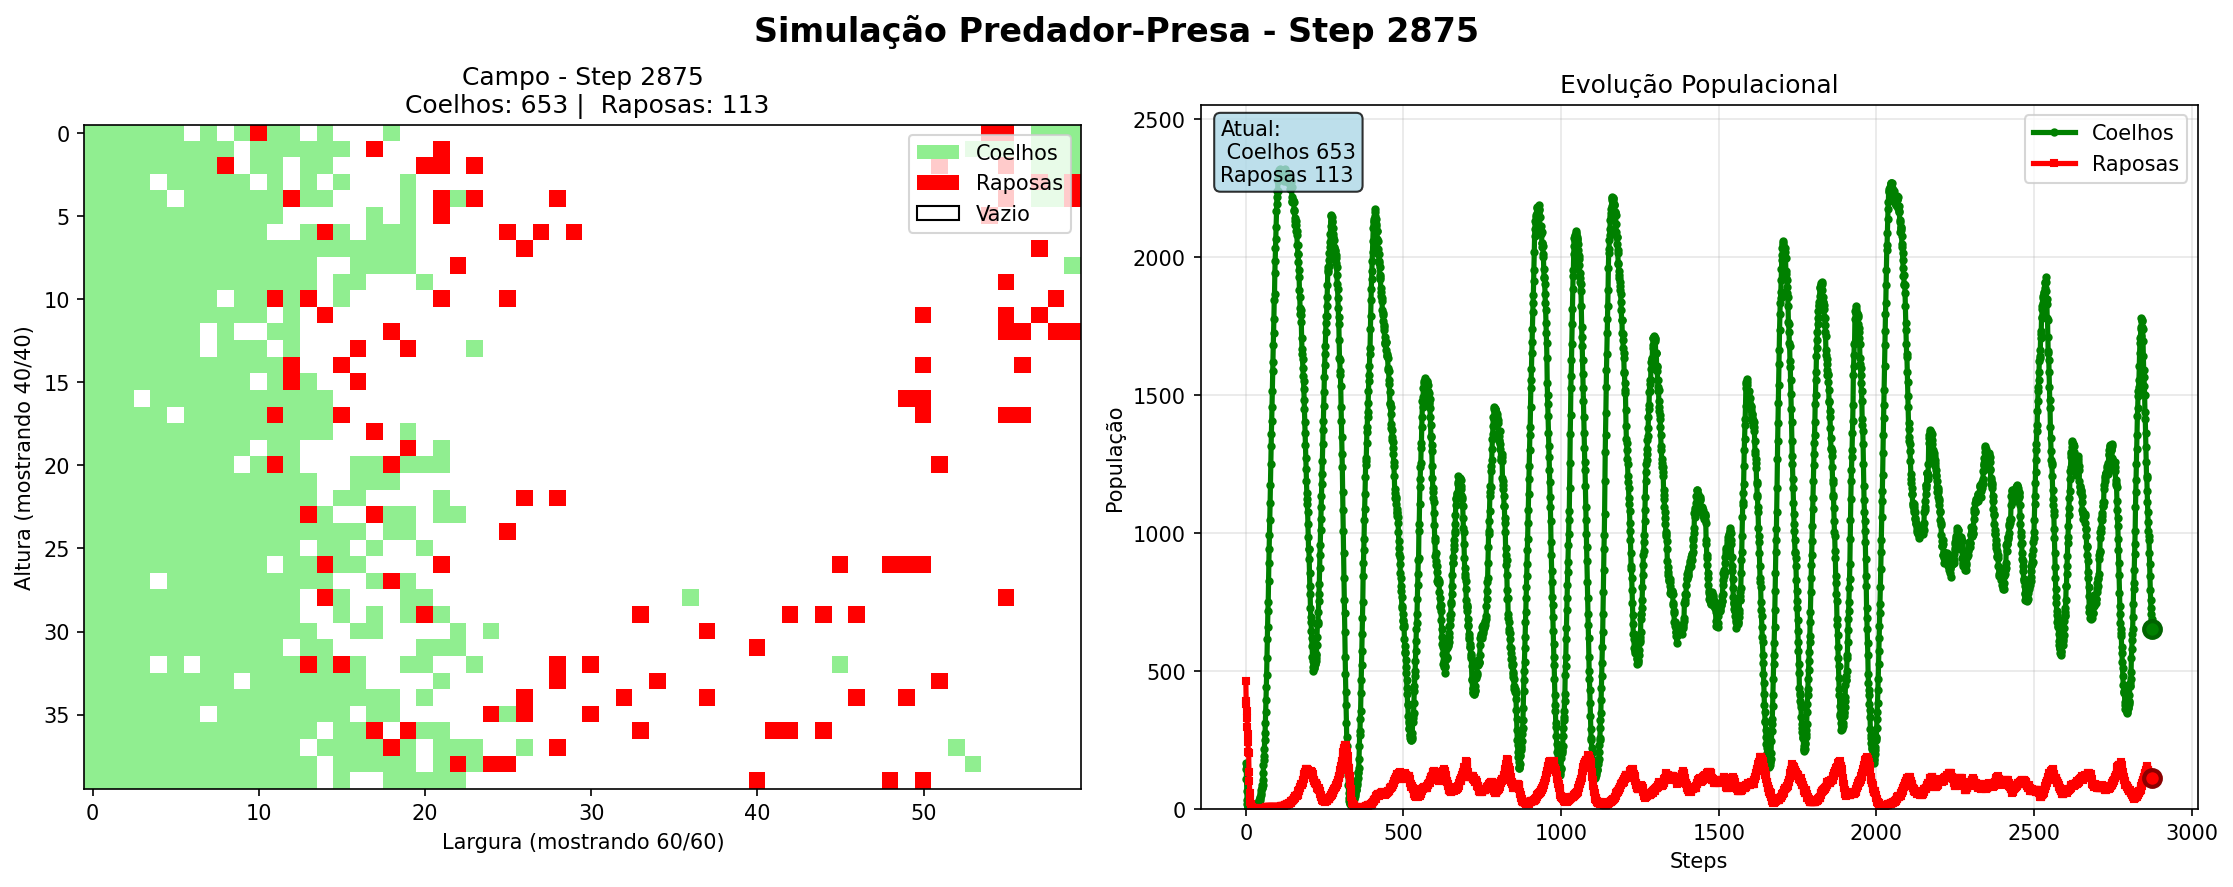 Simulação Predador-Presa - Step 2875
Campo - Step 2875
Coelhos: 653 |  Raposas: 113
Coelhos
Raposas
Vazio
0
5
10
15
20
25
30
35
Altura (mostrando 40/40)
0
10
20
30
40
50
Largura (mostrando 60/60)
Evolução Populacional
Atual:
Coelhos 653
Raposas 113
Coelhos
Raposas
2500
2000
1500
1000
500
0
População
0
500
1000
1500
2000
2500
3000
Steps